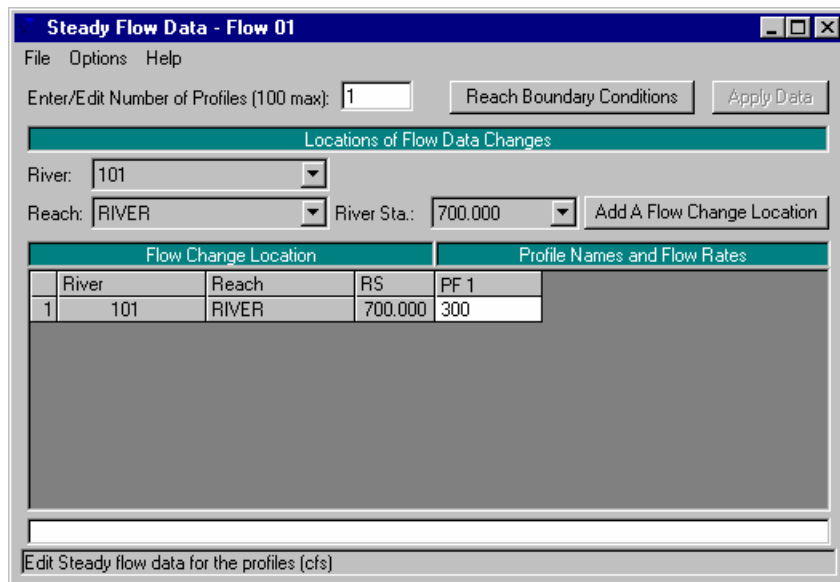 Steady Flow Data - Flow 01
File Options Help
Enter/Edit Number of Profiles (100 max): 1 Reach Boundary Conditions Apply Data
Locations of Flow Data Changes
River: 101
Reach: RIVER River Sta.: 700.000 Add A Flow Change Location
Flow Change Location Profile Names and Flow Rates
River Reach RS PF 1
1 101 RIVER 700.000 300
Edit Steady flow data for the profiles (cfs)